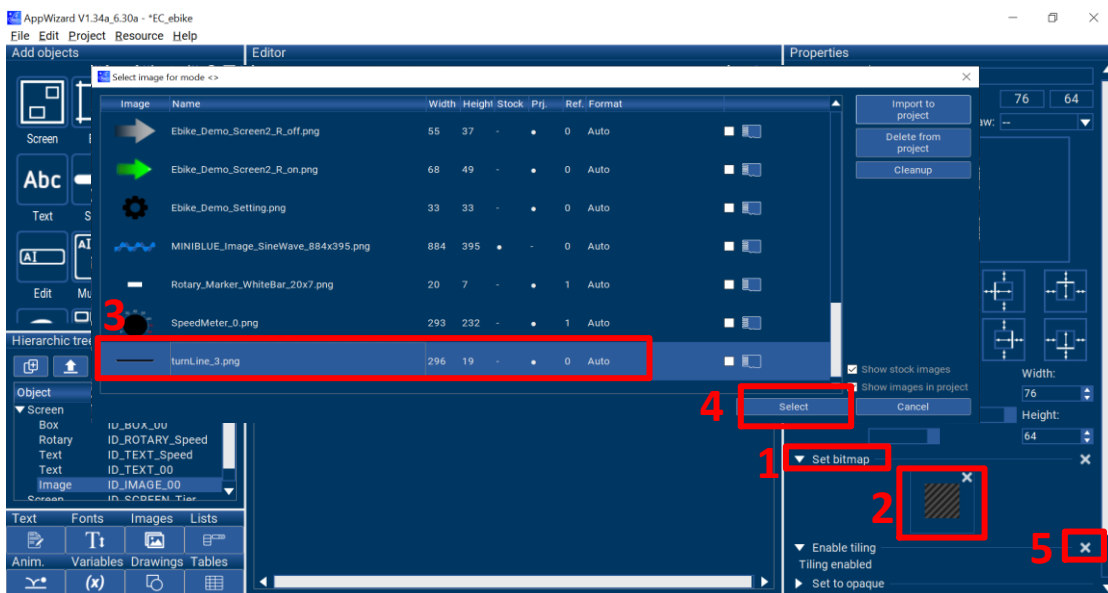 AppWizard V1.34a_6.30a - *EC_ebike
File Edit Project Resource Help
Add objects
Editor
Properties
Select image for mode <>
Image Name Width Height Stock Prj. Ref. Format
Ebike_Demo_Screen2_R_off.png 55 37 - • 0 Auto
Ebike_Demo_Screen2_R_on.png 68 49 - • 0 Auto
Ebike_Demo_Setting.png 33 33 - • 0 Auto
MINIBLUE_Image_SineWave_884x395.png 884 395 • - 0 Auto
Rotary_Marker_WhiteBar_20x7.png 20 7 - • 1 Auto
SpeedMeter_0.png 293 232 - • 1 Auto
3
turnLine_3.png 296 19 - • 0 Auto
Import to
project
Delete from
project
Cleanup
Show stock images
Show images in project
4
Select
Cancel
76 64
aw: --
Screen
Abc
Text
S
AI
AI
Edit
Mu
Hierarchic tree
Object
Screen
Box ID_BOX_00
Rotary ID_ROTARY_Speed
Text ID_TEXT_Speed
Text ID_TEXT_00
Image ID_IMAGE_00
Screen ID_SCREEN_Tier
Text Fonts Images Lists
Anim. Variables Drawings Tables
(x)
Width:
76
Height:
64
1
Set bitmap
2
Enable tiling
5
Tiling enabled
Set to opaque